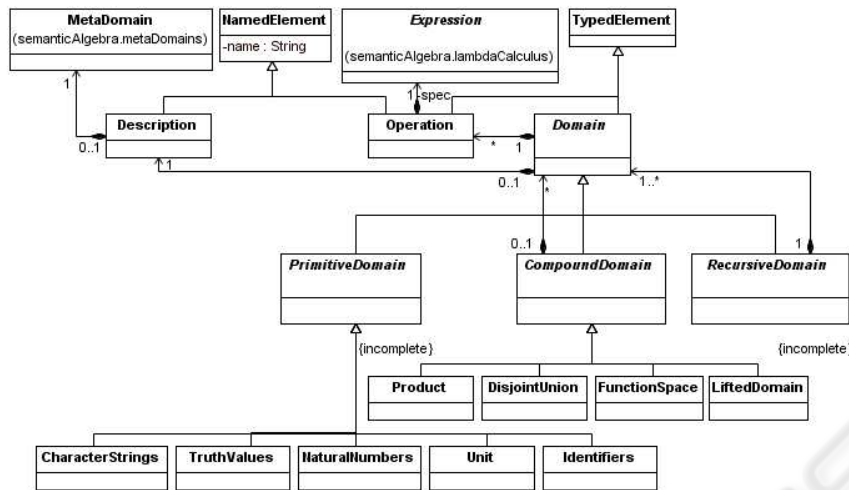 MetaDomain
(semanticAlgebra.metaDomains)
NamedElement
-name : String
Expression
(semanticAlgebra.lambdaCalculus)
TypedElement
1
1
-spec
Description
Operation
Domain
0..1
1
*
1
0..1
*
1..*
0..1
1
PrimitiveDomain
CompoundDomain
RecursiveDomain
{incomplete}
{incomplete}
Product
DisjointUnion
FunctionSpace
LiftedDomain
CharacterStrings
TruthValues
NaturalNumbers
Unit
Identifiers